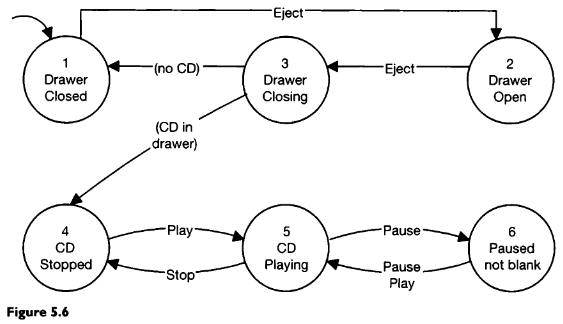 Eject
1
Drawer
Closed
(no CD)
3
Drawer
Closing
Eject
2
Drawer
Open
(CD in
drawer)
4
CD
Stopped
Play
Stop
5
CD
Playing
Pause
Pause
Play
6
Paused
not blank
Figure 5.6